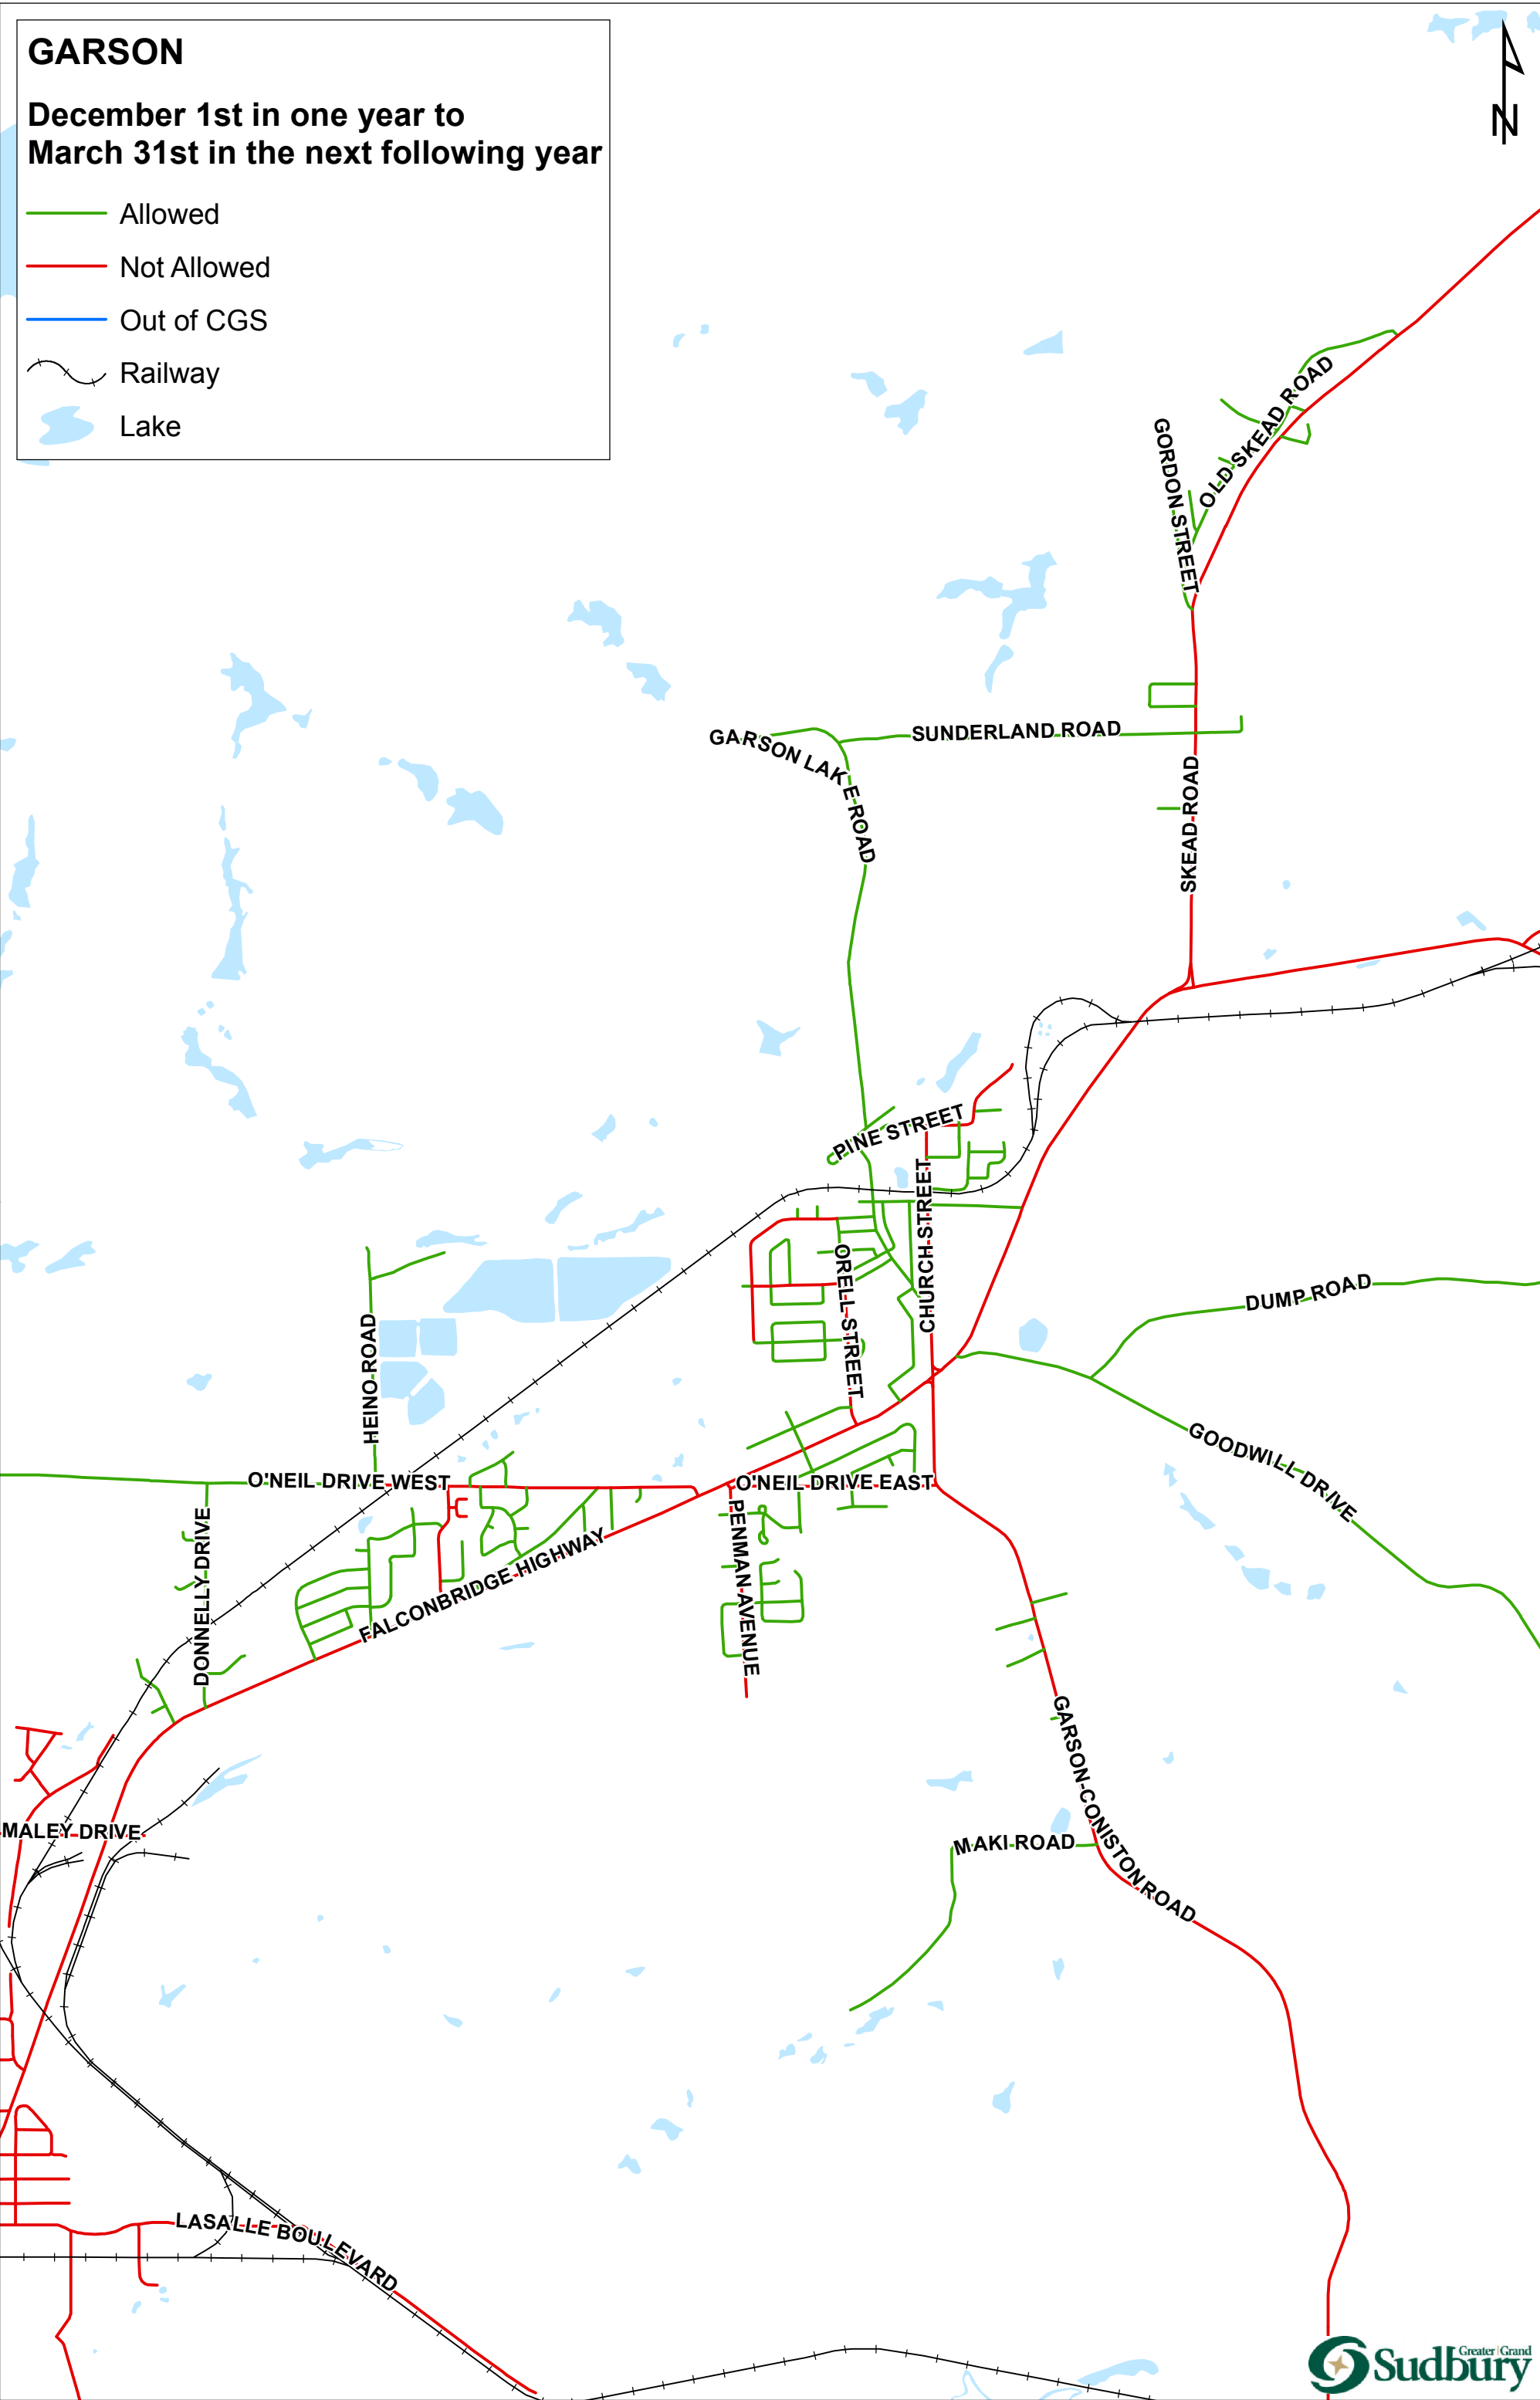 GARSON
December 1st in one year to
March 31st in the next following year
Allowed
Not Allowed
Out of CGS
Railway
Lake
N
OLD SKEAD ROAD
GORDON STREET
SUNDERLAND ROAD
GARSON LAKE ROAD
SKEAD ROAD
PINE STREET
CHURCH STREET
ORELL STREET
DUMP ROAD
HEINO ROAD
GOODWILL DRIVE
O'NEIL DRIVE WEST
O'NEIL DRIVE EAST
PENMAN AVENUE
DONNELLY DRIVE
FALCONBRIDGE HIGHWAY
GARSON-CONISTON ROAD
MALEY DRIVE
MAKI ROAD
LASALLE BOULEVARD
Greater Grand
Sudbury